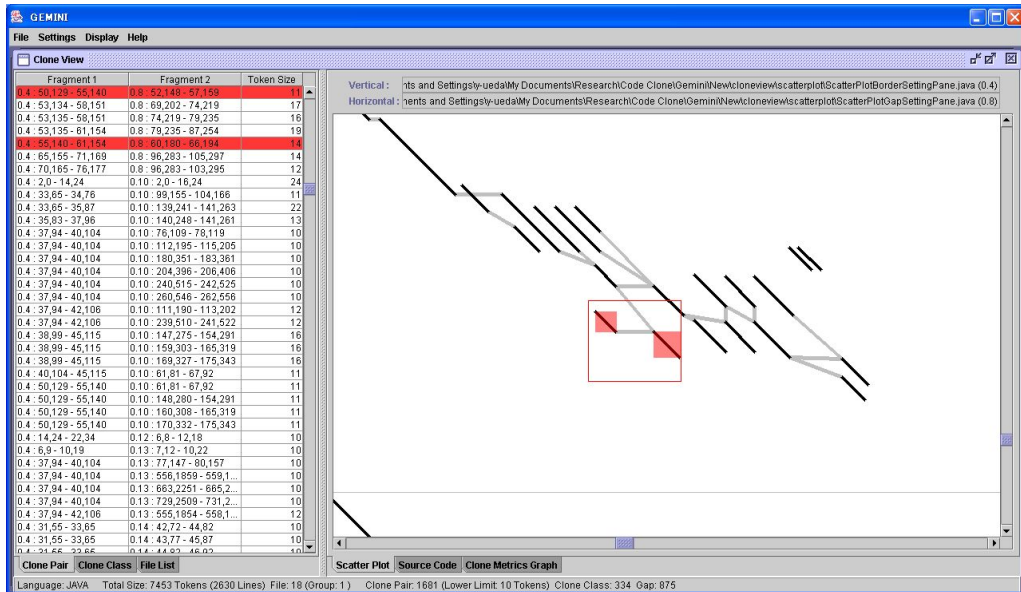 GEMINI
File Settings Display Help
Clone View
Fragment 1 Fragment 2 Token Size
0.4 : 50,129 - 55,140 0.8 : 52,148 - 57,159 11
0.4 : 53,134 - 58,151 0.8 : 69,202 - 74,219 17
0.4 : 53,135 - 58,151 0.8 : 74,219 - 79,235 16
0.4 : 53,135 - 61,154 0.8 : 79,235 - 87,254 19
0.4 : 55,140 - 61,154 0.8 : 60,180 - 66,194 14
0.4 : 65,155 - 71,169 0.8 : 96,283 - 105,297 14
0.4 : 70,165 - 76,177 0.8 : 96,283 - 103,295 12
0.4 : 2,0 - 14,24 0.10 : 2,0 - 16,24 24
0.4 : 33,65 - 34,76 0.10 : 99,155 - 104,166 11
0.4 : 33,65 - 35,87 0.10 : 139,241 - 141,263 22
0.4 : 35,83 - 37,96 0.10 : 140,248 - 141,261 13
0.4 : 37,94 - 40,104 0.10 : 76,109 - 78,119 10
0.4 : 37,94 - 40,104 0.10 : 112,195 - 115,205 10
0.4 : 37,94 - 40,104 0.10 : 180,351 - 183,361 10
0.4 : 37,94 - 40,104 0.10 : 204,396 - 206,406 10
0.4 : 37,94 - 40,104 0.10 : 240,515 - 242,525 10
0.4 : 37,94 - 40,104 0.10 : 260,546 - 262,556 10
0.4 : 37,94 - 42,106 0.10 : 111,190 - 113,202 12
0.4 : 37,94 - 42,106 0.10 : 239,510 - 241,522 12
0.4 : 38,99 - 45,115 0.10 : 147,275 - 154,291 16
0.4 : 38,99 - 45,115 0.10 : 159,303 - 165,319 16
0.4 : 38,99 - 45,115 0.10 : 169,327 - 175,343 16
0.4 : 40,104 - 45,115 0.10 : 61,81 - 67,92 11
0.4 : 50,129 - 55,140 0.10 : 61,81 - 67,92 11
0.4 : 50,129 - 55,140 0.10 : 148,280 - 154,291 11
0.4 : 50,129 - 55,140 0.10 : 160,308 - 165,319 11
0.4 : 50,129 - 55,140 0.10 : 170,332 - 175,343 11
0.4 : 14,24 - 22,34 0.12 : 6,8 - 12,18 10
0.4 : 6,9 - 10,19 0.13 : 7,12 - 10,22 10
0.4 : 37,94 - 40,104 0.13 : 77,147 - 80,157 10
0.4 : 37,94 - 40,104 0.13 : 556,1859 - 559,1... 10
0.4 : 37,94 - 40,104 0.13 : 663,2251 - 665,2... 10
0.4 : 37,94 - 40,104 0.13 : 729,2509 - 731,2... 10
0.4 : 37,94 - 42,106 0.13 : 555,1854 - 558,1... 12
0.4 : 31,55 - 33,65 0.14 : 42,72 - 44,82 10
0.4 : 31,55 - 33,65 0.14 : 43,77 - 45,87 10
0.4 : 31,55 - 33,65 0.14 : 44,82 - 46,92 10
Clone Pair Clone Class File List
Vertical : nts and Settings\y-ueda\My Documents\Research\Code Clone\Gemini\New\cloneview\scatterplot\ScatterPlotBorderSettingPane.java (0.4)
Horizontal : nents and Settings\y-ueda\My Documents\Research\Code Clone\Gemini\New\cloneview\scatterplot\ScatterPlotGapSettingPane.java (0.8)
Scatter Plot Source Code Clone Metrics Graph
Language: JAVA Total Size: 7453 Tokens (2630 Lines) File: 18 (Group: 1 ) Clone Pair: 1681 (Lower Limit: 10 Tokens) Clone Class: 334 Gap: 875